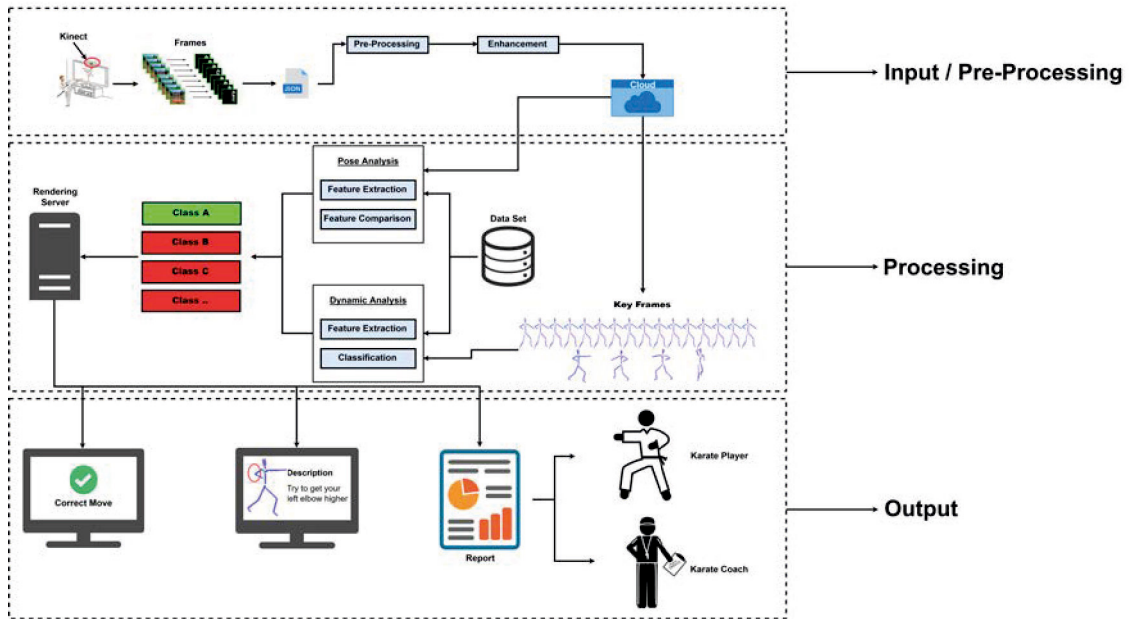 Kinect
Frames
JSON
Pre-Processing
Enhancement
Cloud
Input / Pre-Processing
Pose Analysis
Feature Extraction
Feature Comparison
Rendering
Server
Class A
Class B
Class C
Class ..
Data Set
Processing
Dynamic Analysis
Feature Extraction
Classification
Key Frames
Correct Move
Description
Try to get your
left elbow higher
Report
Karate Player
Karate Coach
Output